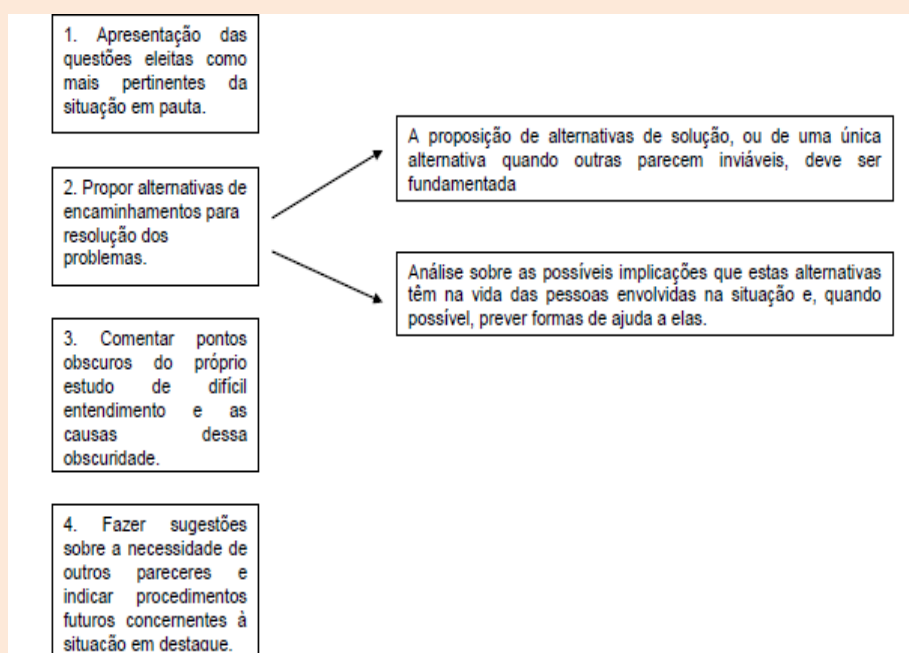 1. Apresentação das
questões eleitas como
mais pertinentes da
situação em pauta.
2. Propor alternativas de
encaminhamentos para
resolução dos
problemas.
A proposição de alternativas de solução, ou de uma única
alternativa quando outras parecem inviáveis, deve ser
fundamentada
Análise sobre as possíveis implicações que estas alternativas
têm na vida das pessoas envolvidas na situação e, quando
possível, prever formas de ajuda a elas.
3. Comentar pontos
obscuros do próprio
estudo de difícil
entendimento e as
causas dessa
obscuridade.
4. Fazer sugestões
sobre a necessidade de
outros pareceres e
indicar procedimentos
futuros concernentes à
situação em destaque.